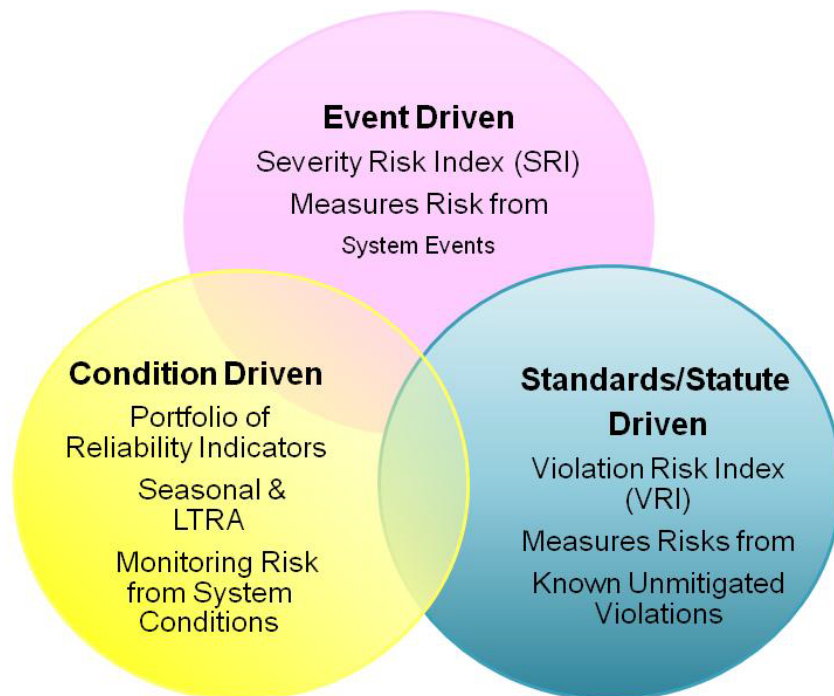 Event Driven
Severity Risk Index (SRI)
Measures Risk from
System Events
Condition Driven
Portfolio of
Reliability Indicators
Seasonal &
LTRA
Monitoring Risk
from System
Conditions
Standards/Statute
Driven
Violation Risk Index
(VRI)
Measures Risks from
Known Unmitigated
Violations